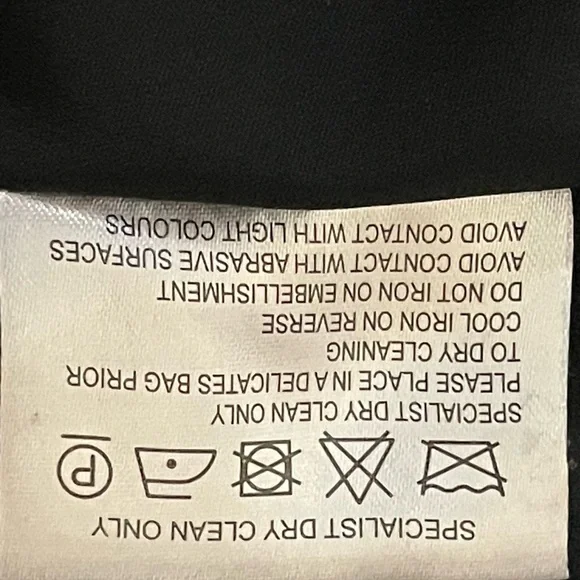 SPECIALIST DRY CLEAN ONLY
P
SPECIALIST DRY CLEAN ONLY
PLEASE PLACE IN A DELICATES BAG PRIOR
TO DRY CLEANING
COOL IRON ON REVERSE
DO NOT IRON ON EMBELLISHMENT
AVOID CONTACT WITH ABRASIVE SURFACES
AVOID CONTACT WITH LIGHT COLOURS